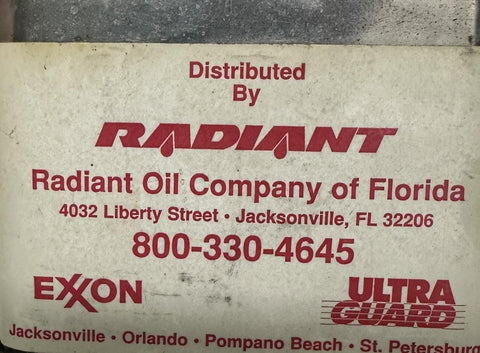 Distributed
By
RADIANT
Radiant Oil Company of Florida
4032 Liberty Street • Jacksonville, FL 32206
800-330-4645
EXXON
ULTRA
GUARD
Jacksonville • Orlando • Pompano Beach • St. Petersburg